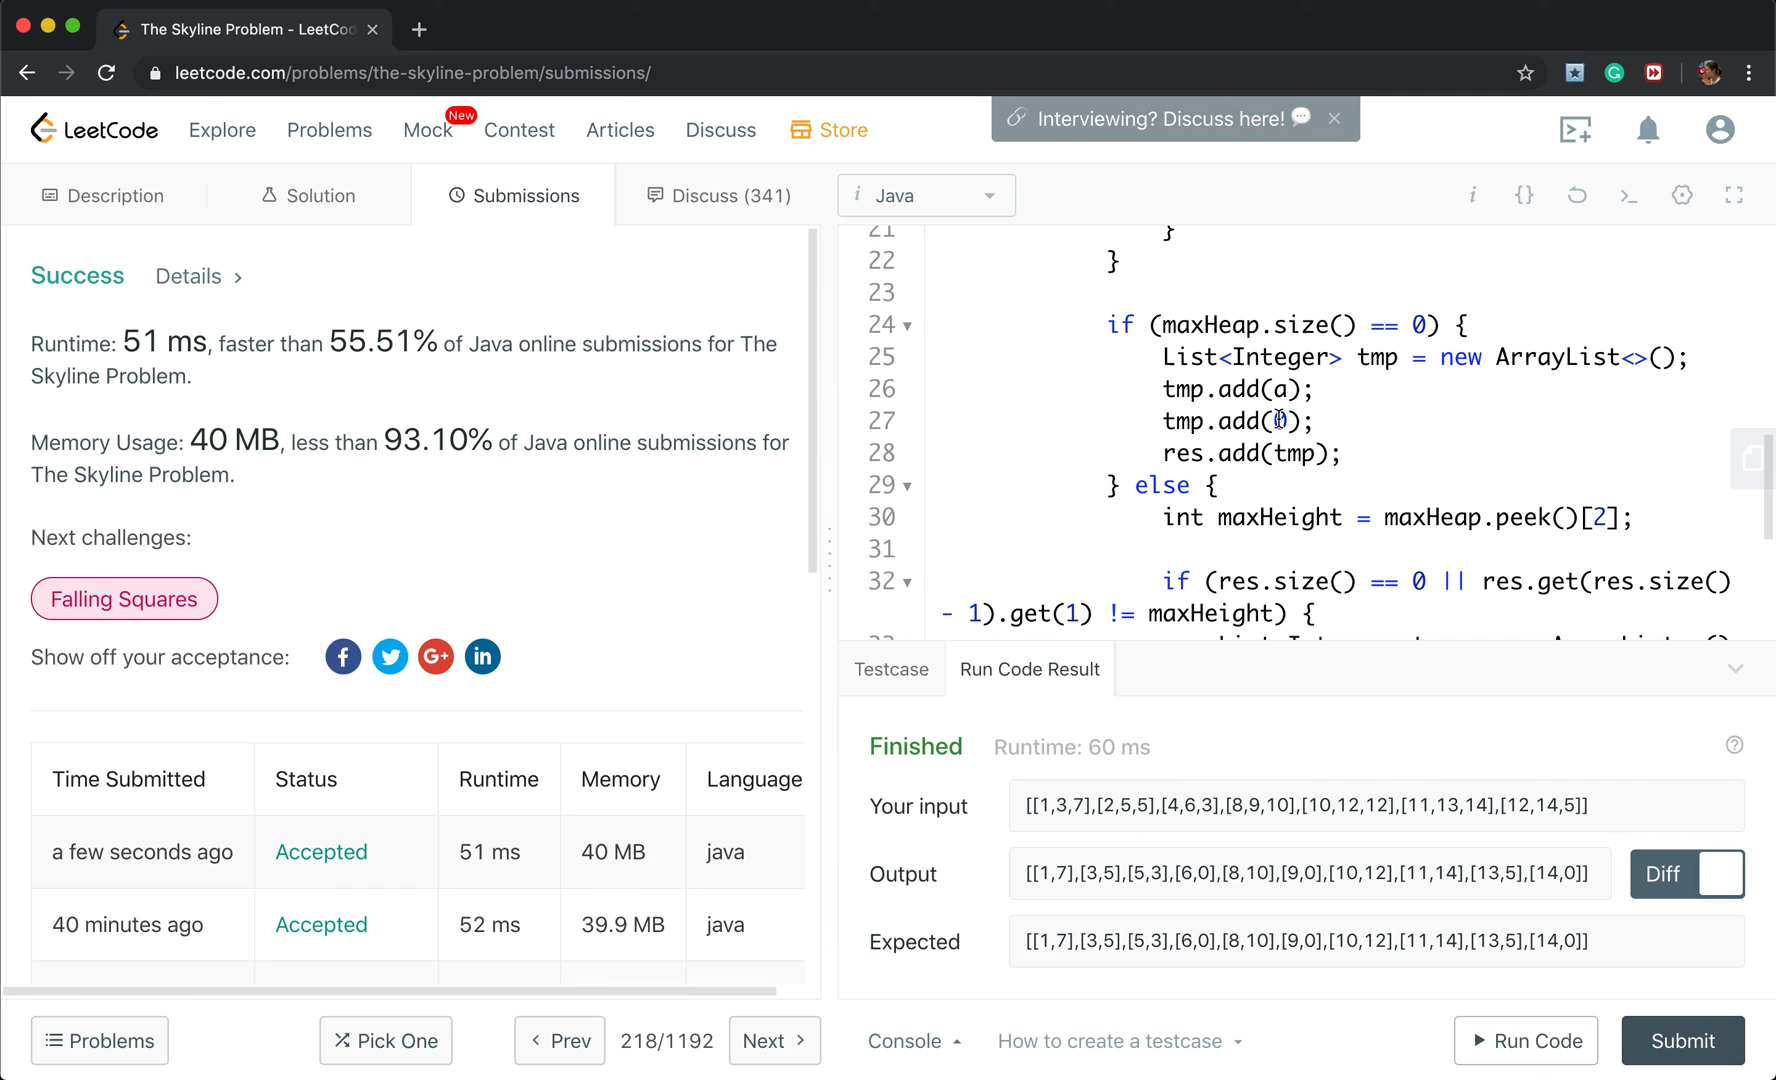 The Skyline Problem - LeetCo
leetcode.com/problems/the-skyline-problem/submissions/
LeetCode
Explore
Problems
Mock
New
Contest
Articles
Discuss
Store
Interviewing? Discuss here!
Description
Solution
Submissions
Discuss (341)
i Java
Success
Details
Runtime: 51 ms, faster than 55.51% of Java online submissions for The
Skyline Problem.
Memory Usage: 40 MB, less than 93.10% of Java online submissions for
The Skyline Problem.
Next challenges:
Falling Squares
Show off your acceptance:
Time Submitted Status Runtime Memory Language
a few seconds ago Accepted 51 ms 40 MB java
40 minutes ago Accepted 52 ms 39.9 MB java
21 }
22 }
23
24 if (maxHeap.size() == 0) {
25 List<Integer> tmp = new ArrayList<>();
26 tmp.add(a);
27 tmp.add(0);
28 res.add(tmp);
29 } else {
30 int maxHeight = maxHeap.peek()[2];
31
32 if (res.size() == 0 || res.get(res.size()
- 1).get(1) != maxHeight) {
Testcase
Run Code Result
Finished
Runtime: 60 ms
Your input
[[1,3,7],[2,5,5],[4,6,3],[8,9,10],[10,12,12],[11,13,14],[12,14,5]]
Output
[[1,7],[3,5],[5,3],[6,0],[8,10],[9,0],[10,12],[11,14],[13,5],[14,0]]
Diff
Expected
[[1,7],[3,5],[5,3],[6,0],[8,10],[9,0],[10,12],[11,14],[13,5],[14,0]]
Problems
Pick One
Prev
218/1192
Next
Console
How to create a testcase
Run Code
Submit